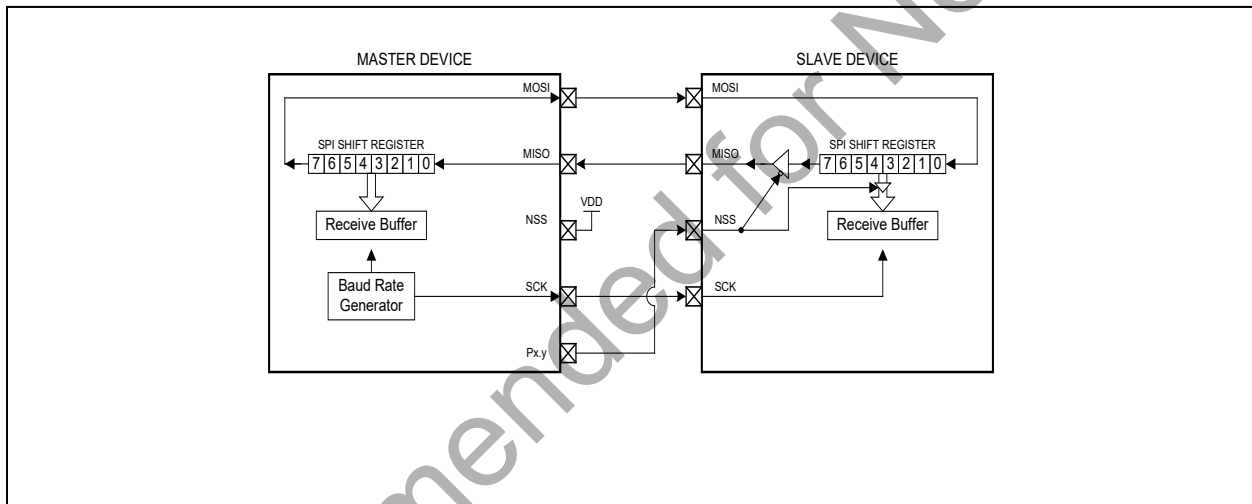 MASTER DEVICE
SLAVE DEVICE
MOSI
MOSI
SPI SHIFT REGISTER
MISO
MISO
SPI SHIFT REGISTER
7 6 5 4 3 2 1 0
7 6 5 4 3 2 1 0
VDD
Receive Buffer
NSS
NSS
Receive Buffer
Baud Rate
Generator
SCK
SCK
Px.y
mended for N